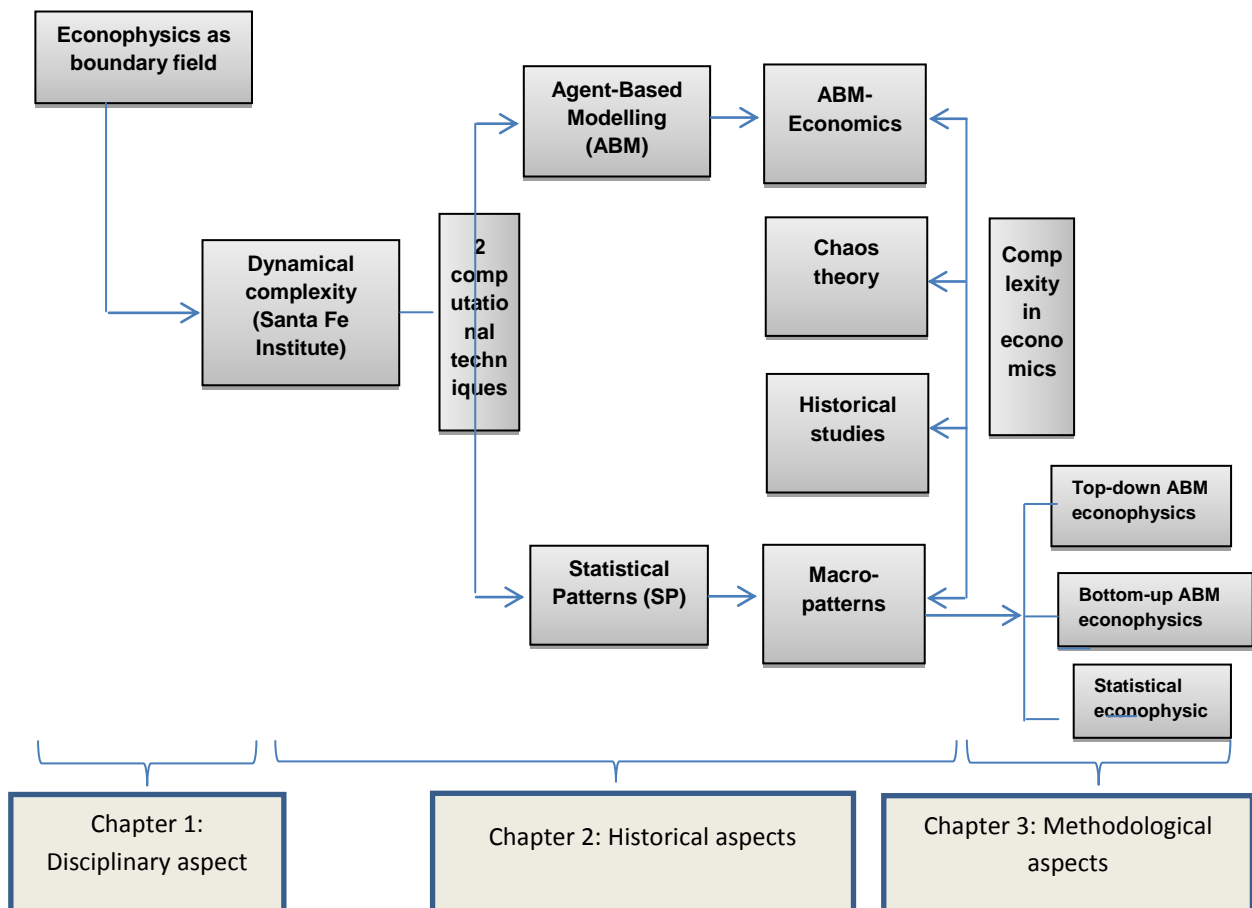 Econophysics as
boundary field
Agent-Based
Modelling
(ABM)
ABM-
Economics
Dynamical
complexity
(Santa Fe
Institute)
2
comp
utatio
nal
techn
iques
Chaos
theory
Comp
lexity
in
econo
mics
Historical
studies
Statistical
Patterns (SP)
Macro-
patterns
Top-down ABM
econophysics
Bottom-up ABM
econophysics
Statistical
econophysic
Chapter 1:
Disciplinary aspect
Chapter 2: Historical aspects
Chapter 3: Methodological
aspects